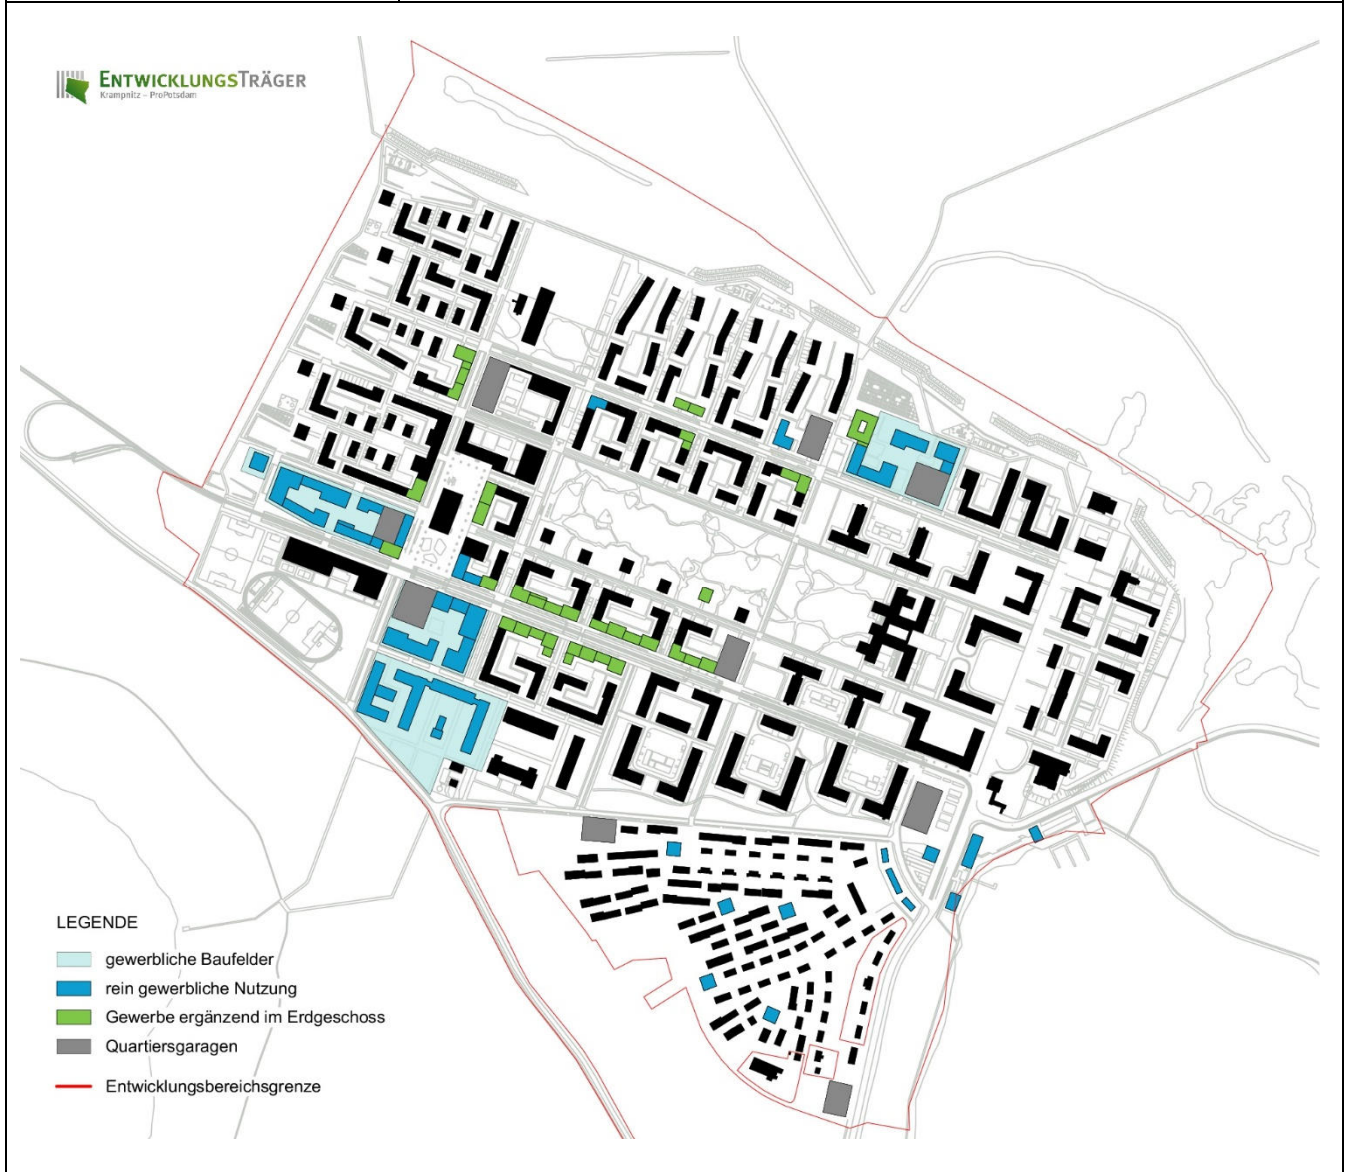 ENTWICKLUNGSTRÄGER
Krampnitz – ProPotsdam
LEGENDE
gewerbliche Baufelder
rein gewerbliche Nutzung
Gewerbe ergänzend im Erdgeschoss
Quartiersgaragen
Entwicklungsbereichsgrenze